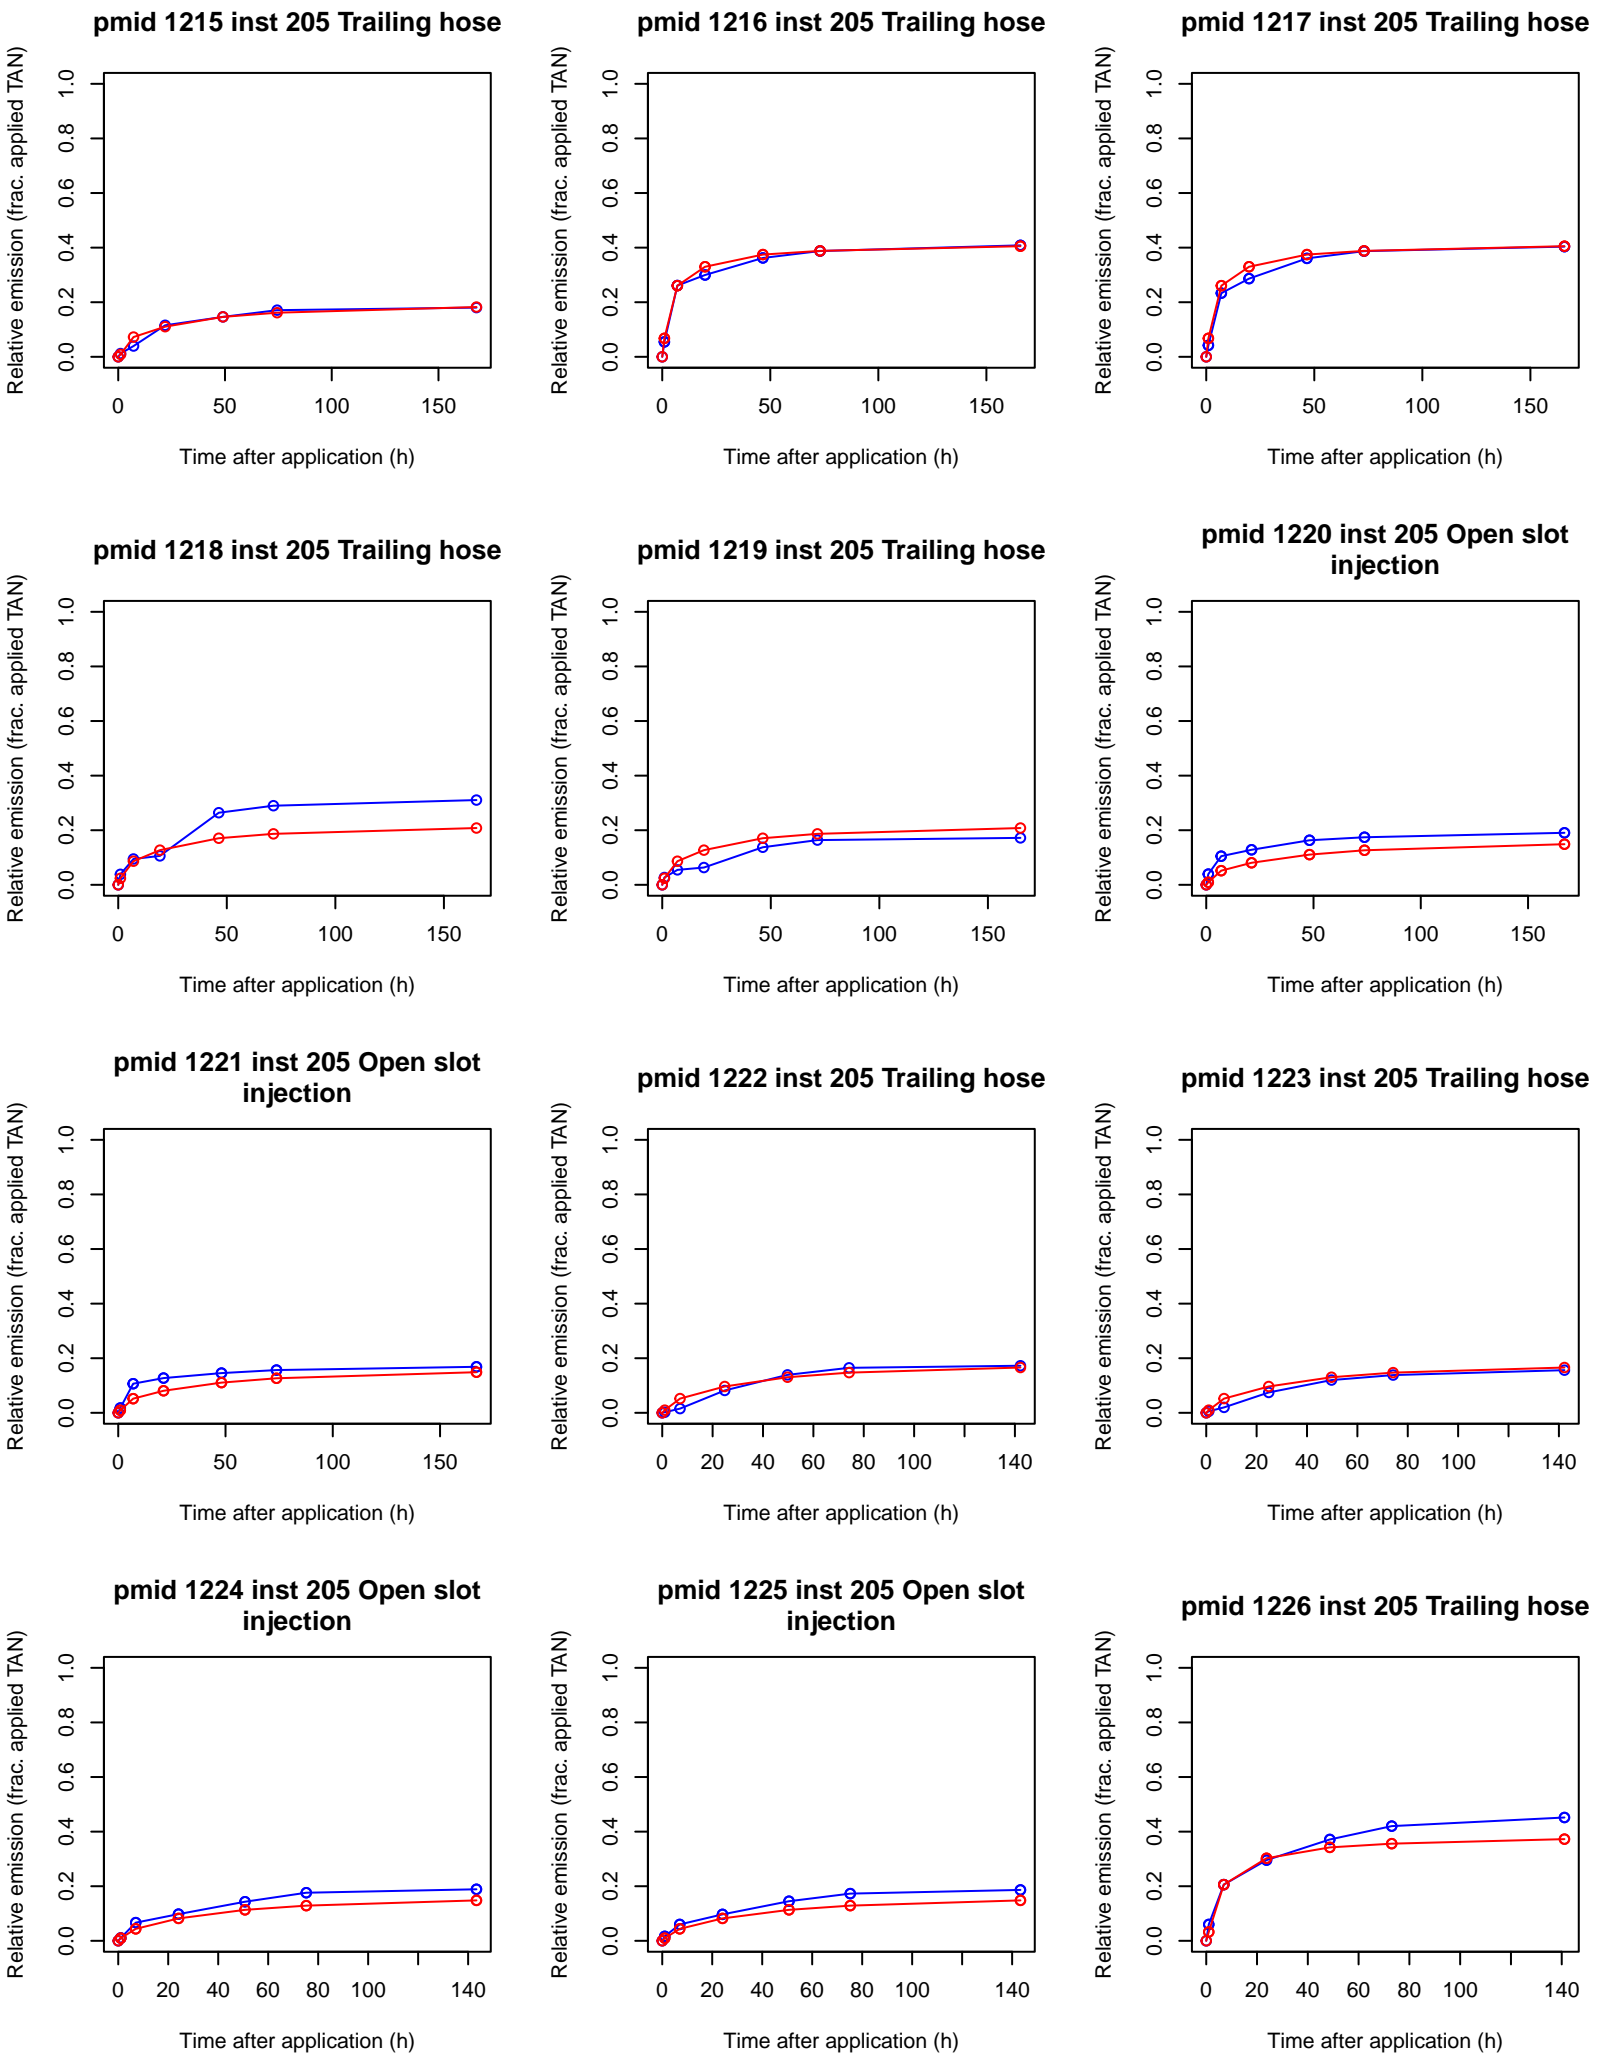 pmid 1215 inst 205 Trailing hose
Relative emission (frac. applied TAN)
0.0 0.2 0.4 0.6 0.8 1.0
0 50 100 150
Time after application (h)
pmid 1216 inst 205 Trailing hose
Relative emission (frac. applied TAN)
0.0 0.2 0.4 0.6 0.8 1.0
0 50 100 150
Time after application (h)
pmid 1217 inst 205 Trailing hose
Relative emission (frac. applied TAN)
0.0 0.2 0.4 0.6 0.8 1.0
0 50 100 150
Time after application (h)
pmid 1218 inst 205 Trailing hose
Relative emission (frac. applied TAN)
0.0 0.2 0.4 0.6 0.8 1.0
0 50 100 150
Time after application (h)
pmid 1219 inst 205 Trailing hose
Relative emission (frac. applied TAN)
0.0 0.2 0.4 0.6 0.8 1.0
0 50 100 150
Time after application (h)
pmid 1220 inst 205 Open slot
injection
Relative emission (frac. applied TAN)
0.0 0.2 0.4 0.6 0.8 1.0
0 50 100 150
Time after application (h)
pmid 1221 inst 205 Open slot
injection
Relative emission (frac. applied TAN)
0.0 0.2 0.4 0.6 0.8 1.0
0 50 100 150
Time after application (h)
pmid 1222 inst 205 Trailing hose
Relative emission (frac. applied TAN)
0.0 0.2 0.4 0.6 0.8 1.0
0 20 40 60 80 100 140
Time after application (h)
pmid 1223 inst 205 Trailing hose
Relative emission (frac. applied TAN)
0.0 0.2 0.4 0.6 0.8 1.0
0 20 40 60 80 100 140
Time after application (h)
pmid 1224 inst 205 Open slot
injection
Relative emission (frac. applied TAN)
0.0 0.2 0.4 0.6 0.8 1.0
0 20 40 60 80 100 140
Time after application (h)
pmid 1225 inst 205 Open slot
injection
Relative emission (frac. applied TAN)
0.0 0.2 0.4 0.6 0.8 1.0
0 20 40 60 80 100 140
Time after application (h)
pmid 1226 inst 205 Trailing hose
Relative emission (frac. applied TAN)
0.0 0.2 0.4 0.6 0.8 1.0
0 20 40 60 80 100 140
Time after application (h)